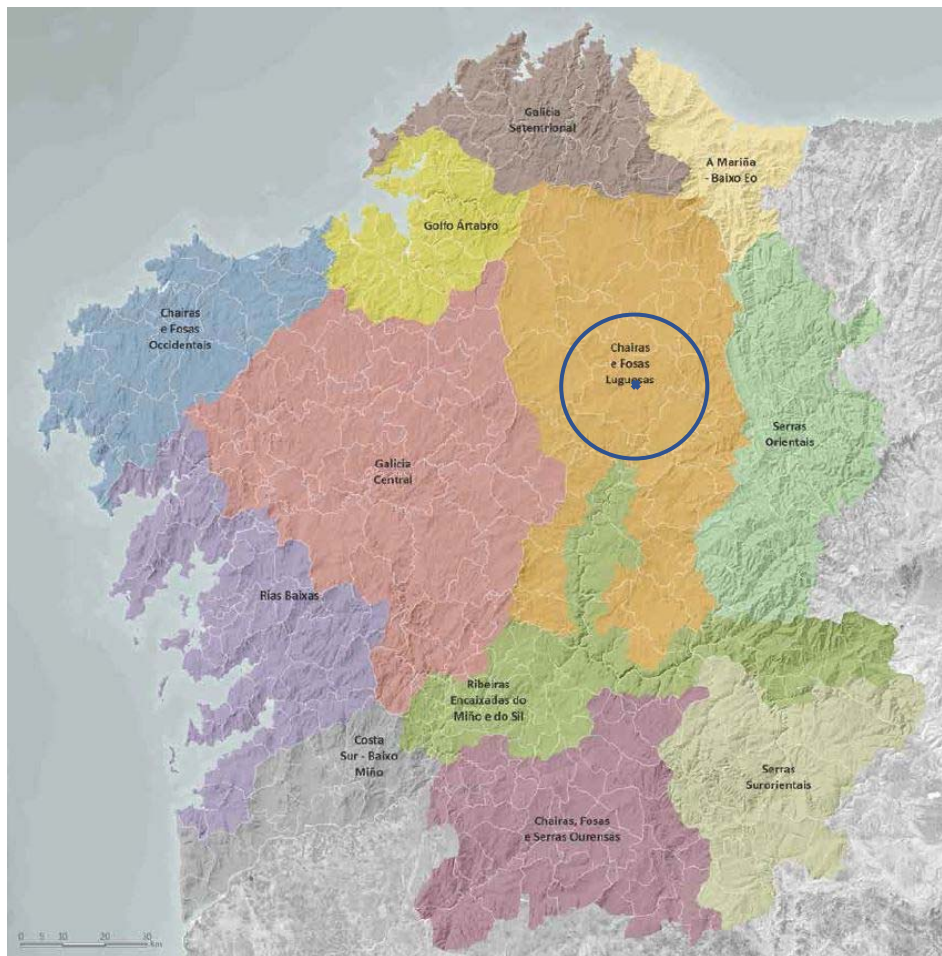 Galicia
Setentrional
A Mariña
- Baixo Eo
Golfo Ártabro
Chairas
e Fosas
Occidentais
Chairas
e Fosas
Luguesas
Serras
Orientais
Galicia
Central
Rías Baixas
Ribeiras
Encaixadas do
Miño e do Sil
Costa
Sur - Baixo
Miño
Serras
Surorientais
Chairas, Fosas
e Serras Ourensás
0 5 10 20 30
Km